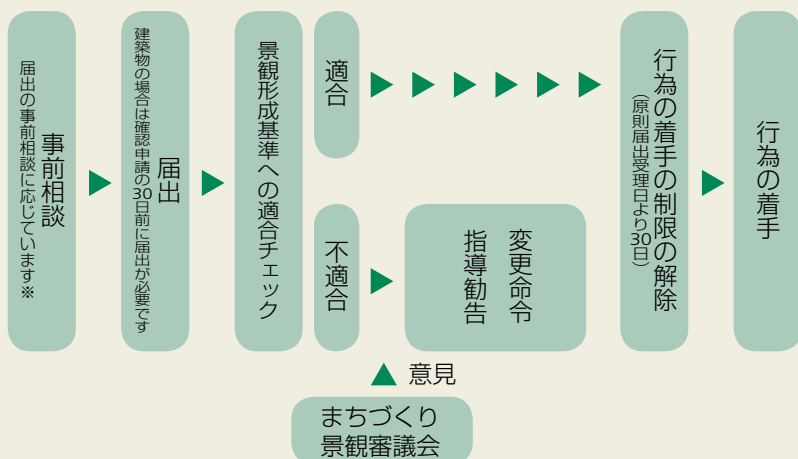 事前相談
届出の事前相談に応じています※
届出
建築物の場合は確認申請の30日前に届出が必要です
景観形成基準への適合チェック
適合
不適合
変更命令
指導勧告
行為の着手の制限の解除
（原則届出受理日より30日）
行為の着手
意見
まちづくり
景観審議会